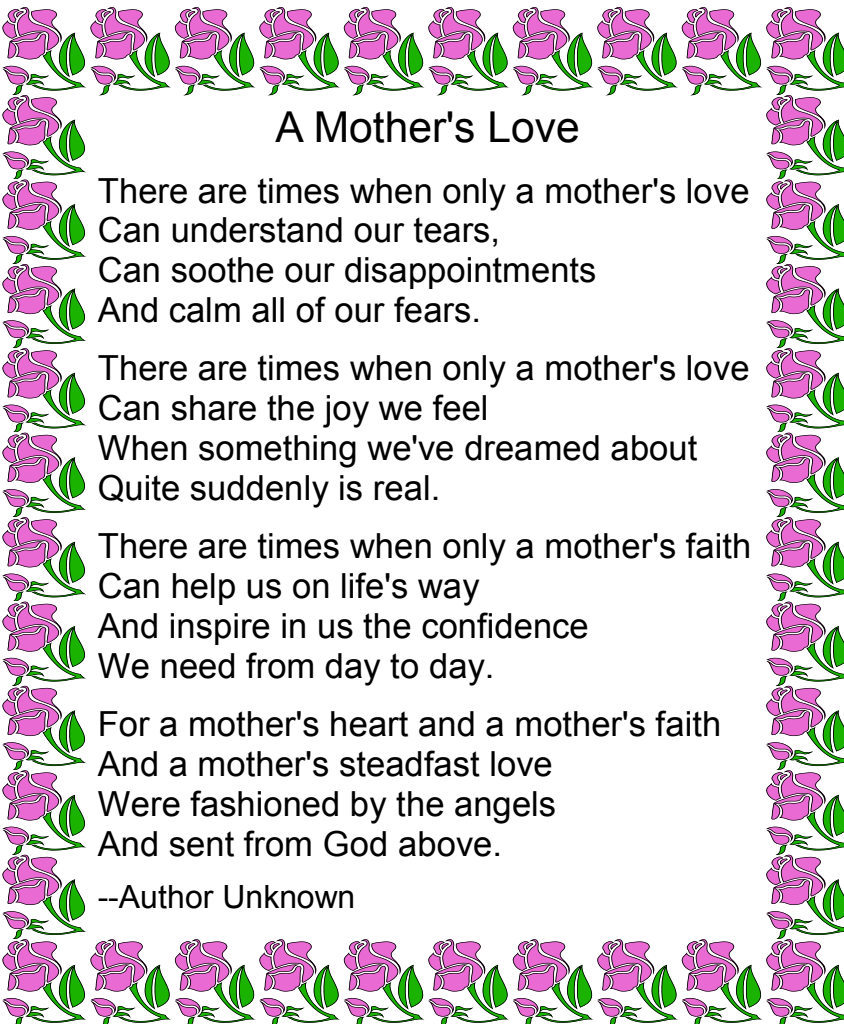 A Mother's Love
There are times when only a mother's love
Can understand our tears,
Can soothe our disappointments
And calm all of our fears.
There are times when only a mother's love
Can share the joy we feel
When something we've dreamed about
Quite suddenly is real.
There are times when only a mother's faith
Can help us on life's way
And inspire in us the confidence
We need from day to day.
For a mother's heart and a mother's faith
And a mother's steadfast love
Were fashioned by the angels
And sent from God above.
--Author Unknown